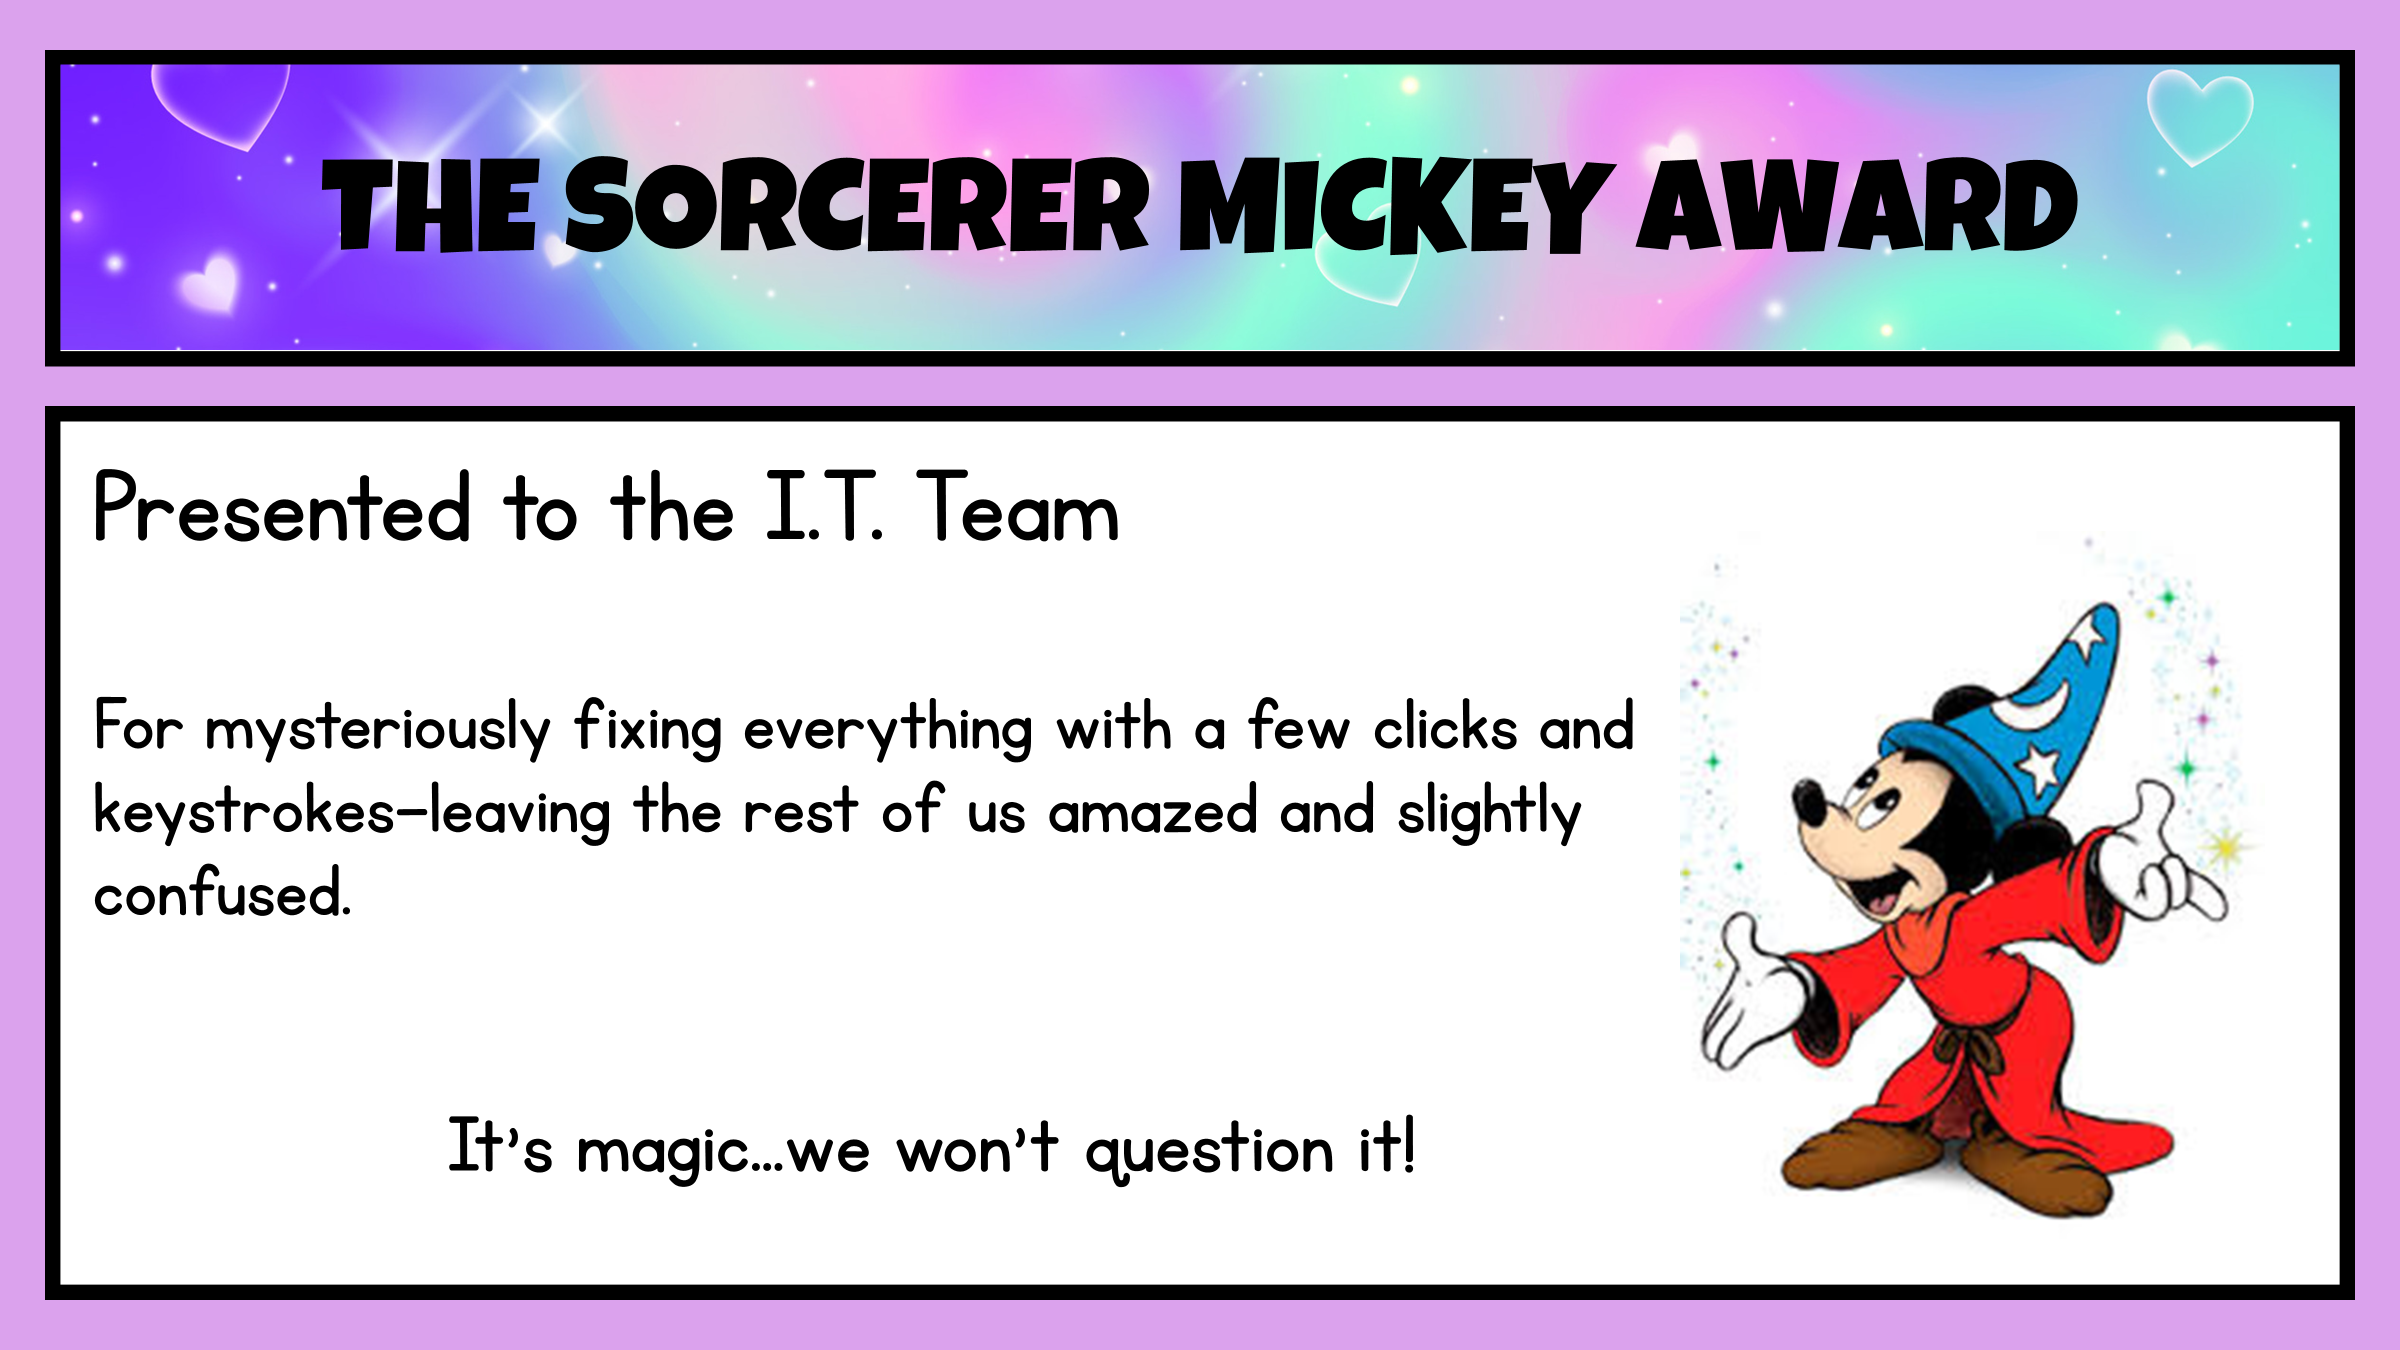 THE SORCERER MICKEY AWARD
Presented to the I.T. Team
For mysteriously fixing everything with a few clicks and
keystrokes–leaving the rest of us amazed and slightly
confused.
It's magic...we won't question it!